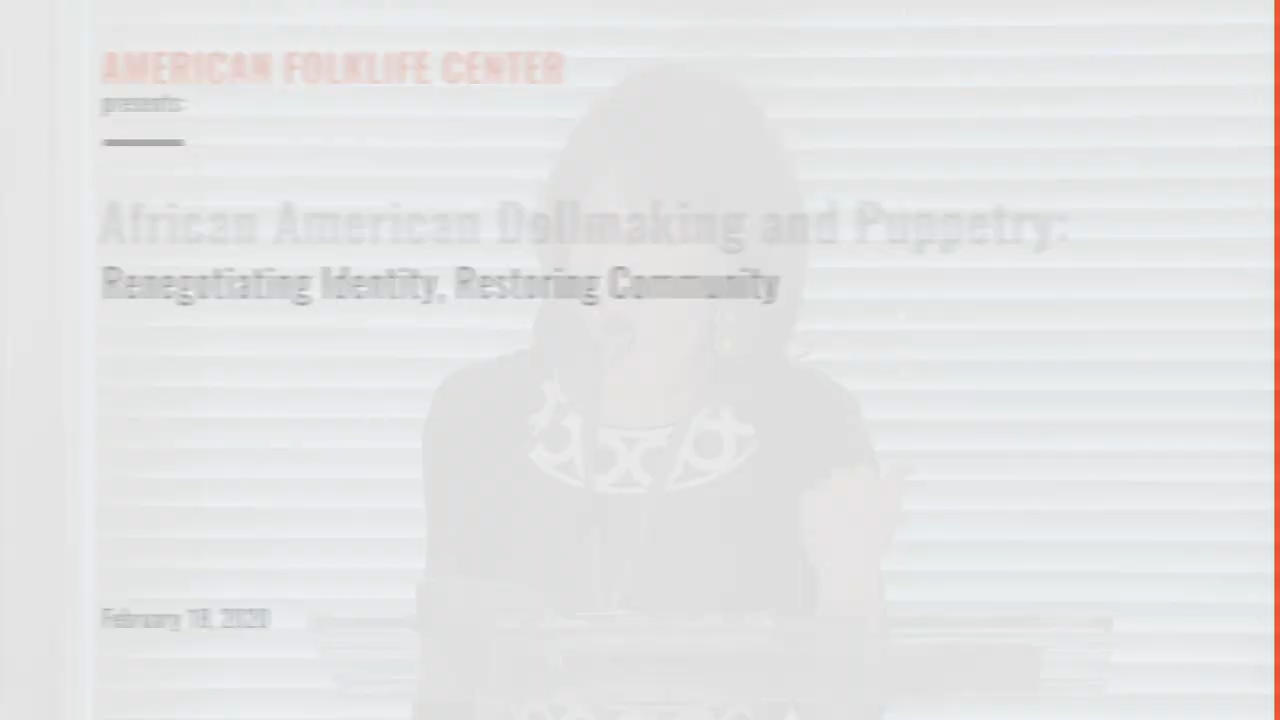 AMERICAN FOLKLIFE CENTER
presents:
African American Dollmaking and Puppetry:
Renegotiating Identity, Restoring Community
February 18, 2020